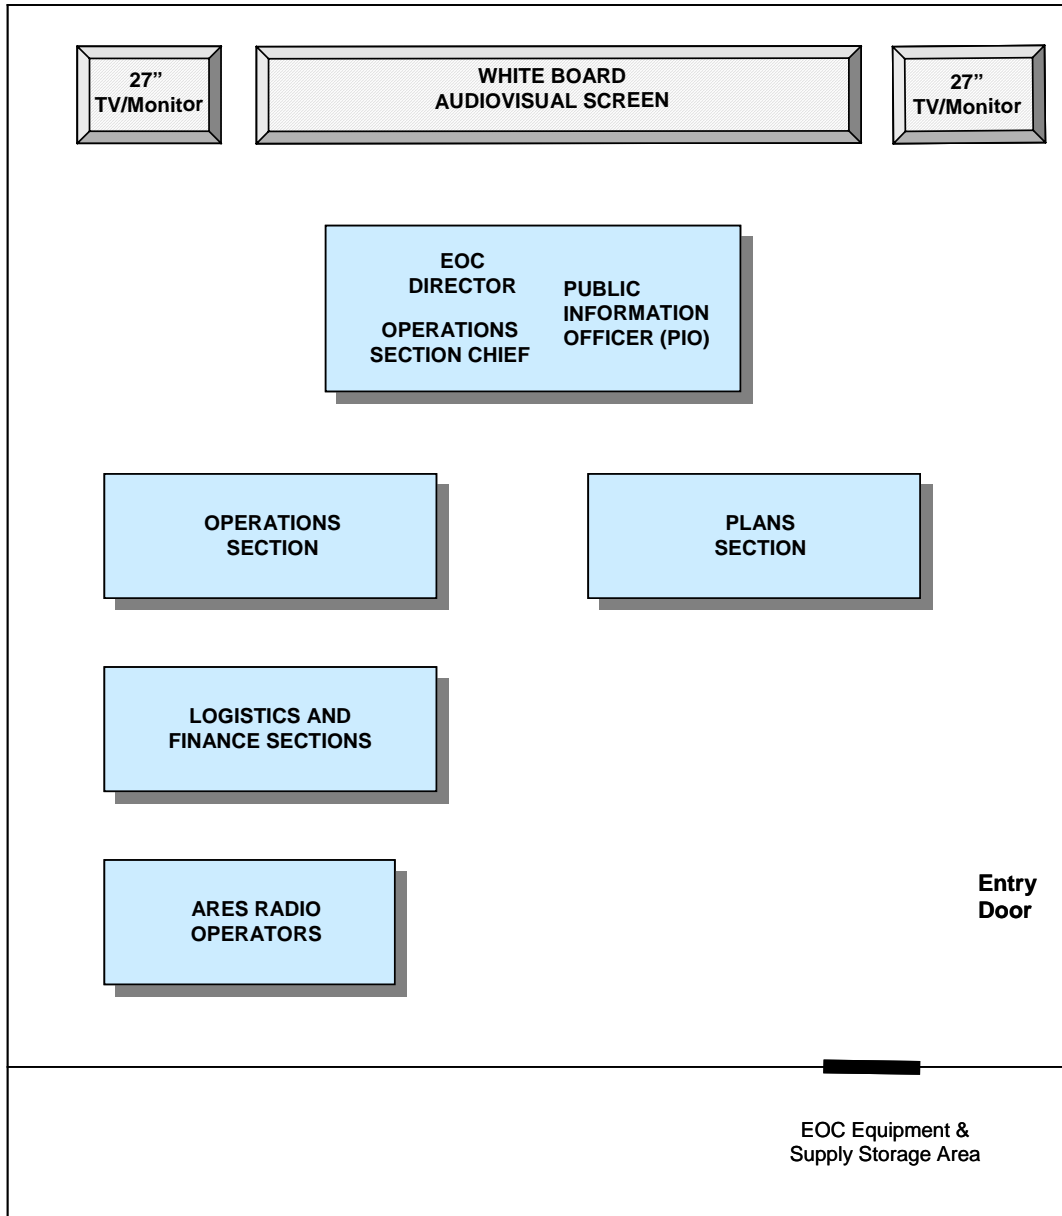 27”
TV/Monitor
WHITE BOARD
AUDIOVISUAL SCREEN
27”
TV/Monitor
EOC
DIRECTOR
OPERATIONS
SECTION CHIEF
PUBLIC
INFORMATION
OFFICER (PIO)
OPERATIONS
SECTION
PLANS
SECTION
LOGISTICS AND
FINANCE SECTIONS
ARES RADIO
OPERATORS
Entry
Door
EOC Equipment &
Supply Storage Area